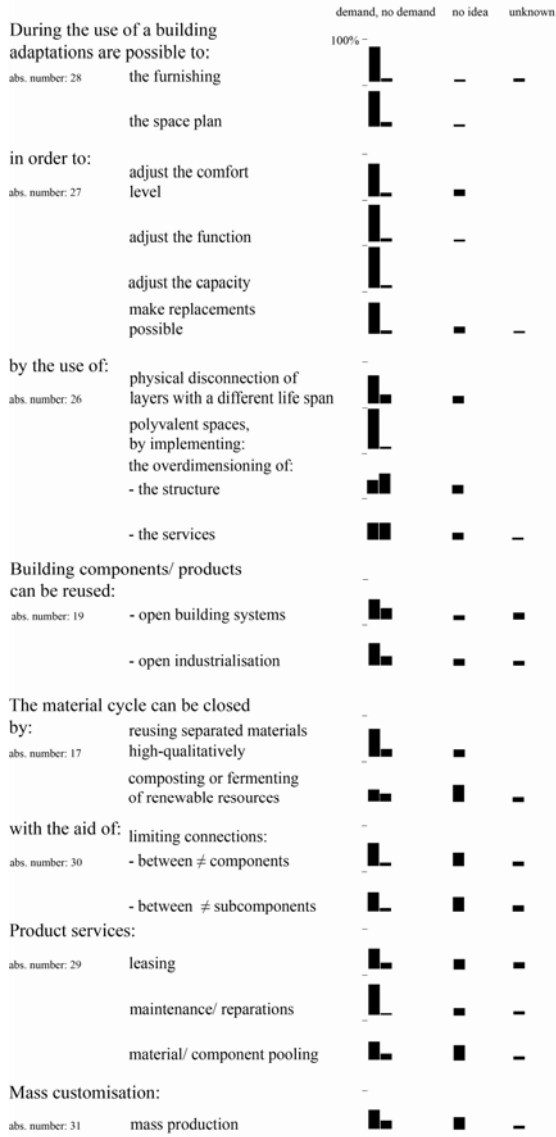 demand, no demand no idea unknown
During the use of a building
adaptations are possible to:
100%
abs. number: 28 the furnishing
the space plan
in order to:
adjust the comfort
abs. number: 27 level
adjust the function
adjust the capacity
make replacements
possible
by the use of:
physical disconnection of
abs. number: 26 layers with a different life span
polyvalent spaces,
by implementing:
the overdimensioning of:
- the structure
- the services
Building components/ products
can be reused:
abs. number: 19 - open building systems
- open industrialisation
The material cycle can be closed
by:
reusing separated materials
abs. number: 17 high-qualitatively
composting or fermenting
of renewable resources
with the aid of: limiting connections:
abs. number: 30 - between ≠ components
- between ≠ subcomponents
Product services:
abs. number: 29 leasing
maintenance/ reparations
material/ component pooling
Mass customisation:
abs. number: 31 mass production